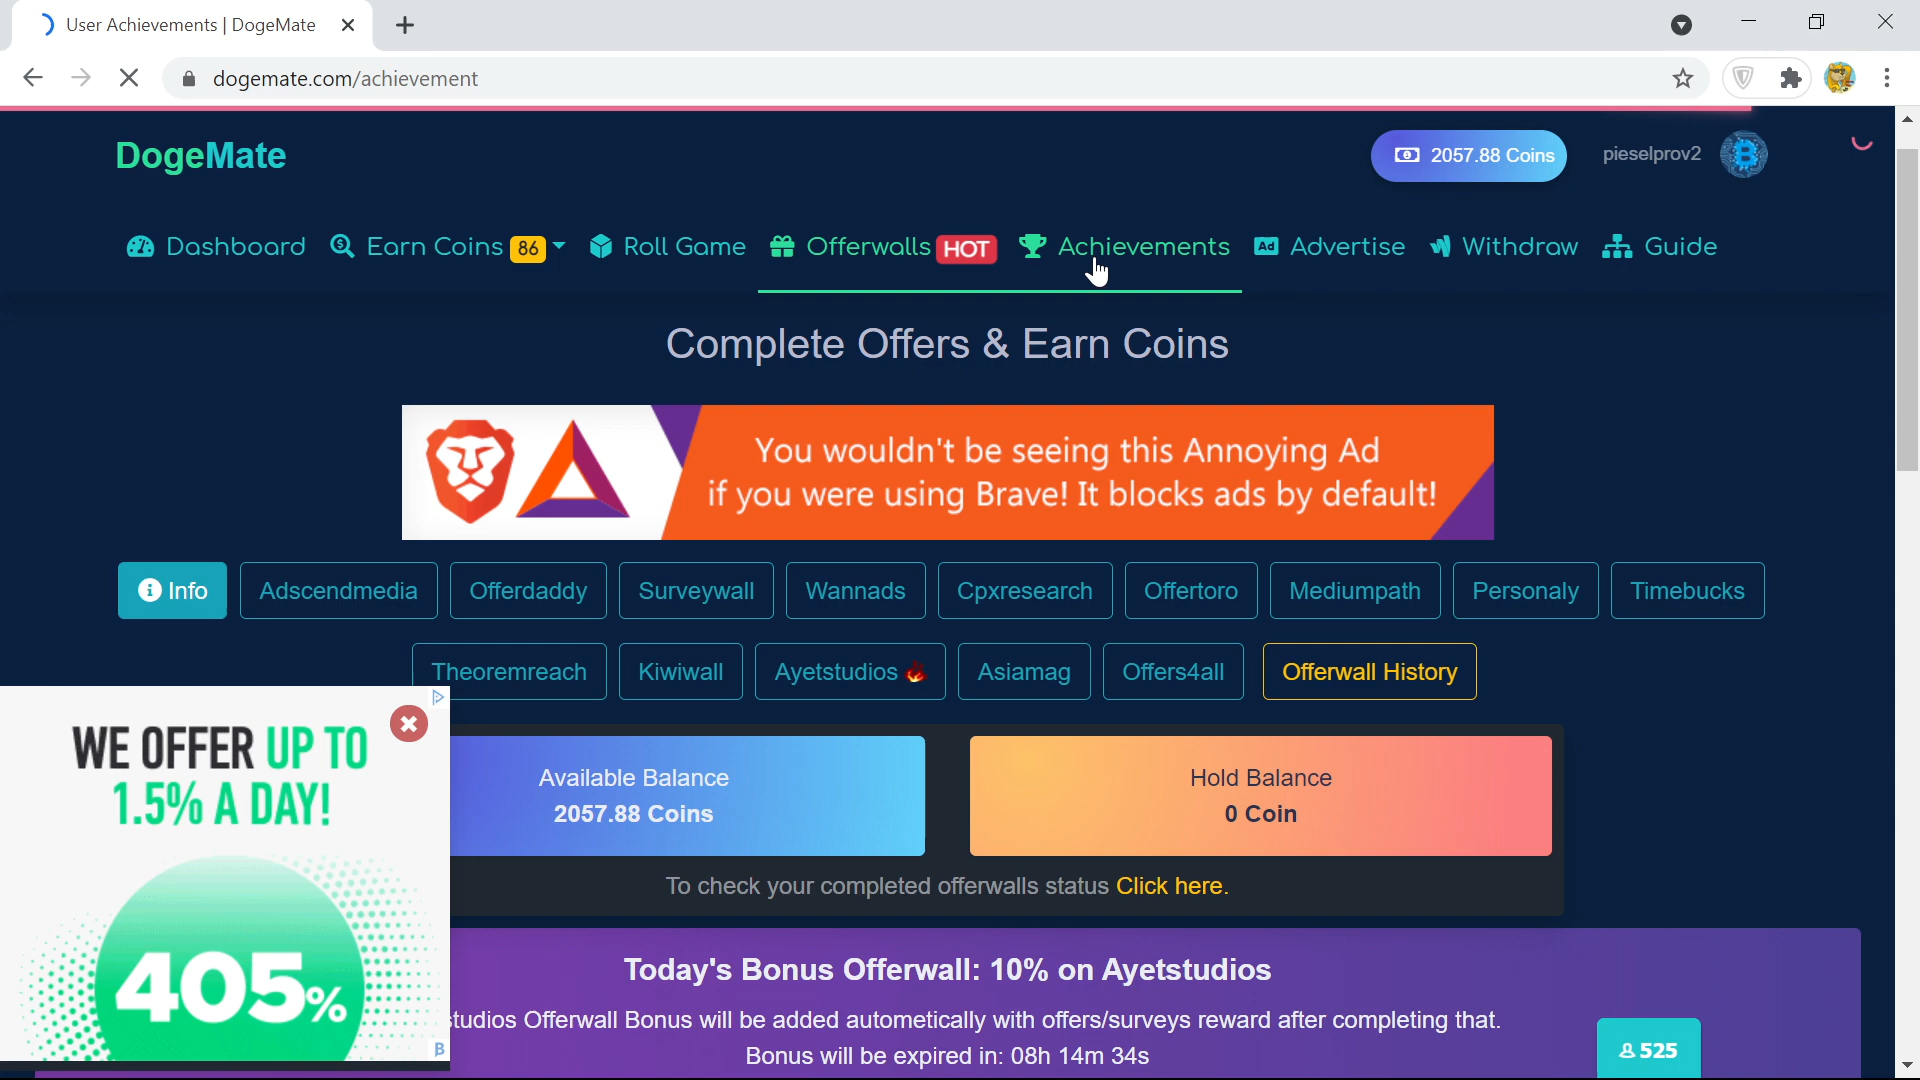 User Achievements | DogeMate
dogemate.com/achievement
DogeMate
2057.88 Coins
pieselprov2
Dashboard
Earn Coins 86
Roll Game
Offerwalls HOT
Achievements
Ad Advertise
Withdraw
Guide
Complete Offers & Earn Coins
You wouldn't be seeing this Annoying Ad
if you were using Brave! It blocks ads by default!
Info
Adscendmedia
Offerdaddy
Surveywall
Wannads
Cpxresearch
Offertoro
Mediumpath
Personaly
Timebucks
Theoremreach
Kiwiwall
Ayetstudios
Asiamag
Offers4all
Offerwall History
WE OFFER UP TO
1.5% A DAY!
405%
Available Balance
2057.88 Coins
Hold Balance
0 Coin
To check your completed offerwalls status Click here.
Today's Bonus Offerwall: 10% on Ayetstudios
studios Offerwall Bonus will be added autometically with offers/surveys reward after completing that.
Bonus will be expired in: 08h 14m 34s
525